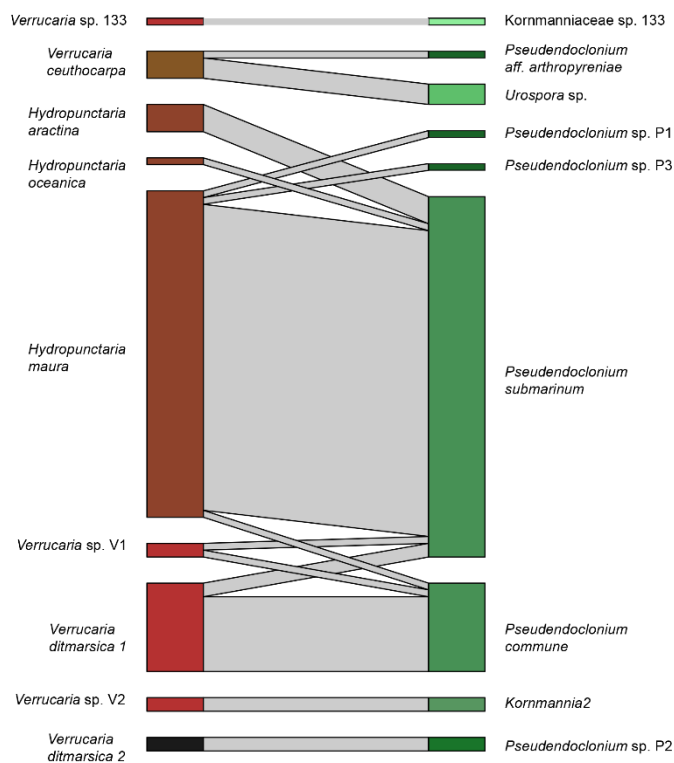 Verrucaria sp. 133
Verrucaria
ceuthocarpa
Hydropunctaria
aractina
Hydropunctaria
oceanica
Hydropunctaria
maura
Verrucaria sp. V1
Verrucaria
ditmarsica 1
Verrucaria sp. V2
Verrucaria
ditmarsica 2
Kornmanniaceae sp. 133
Pseudendoclonium
aff. arthopyreniae
Urospora sp.
Pseudendoclonium sp. P1
Pseudendoclonium sp. P3
Pseudendoclonium
submarinum
Pseudendoclonium
commune
Kornmannia2
Pseudendoclonium sp. P2